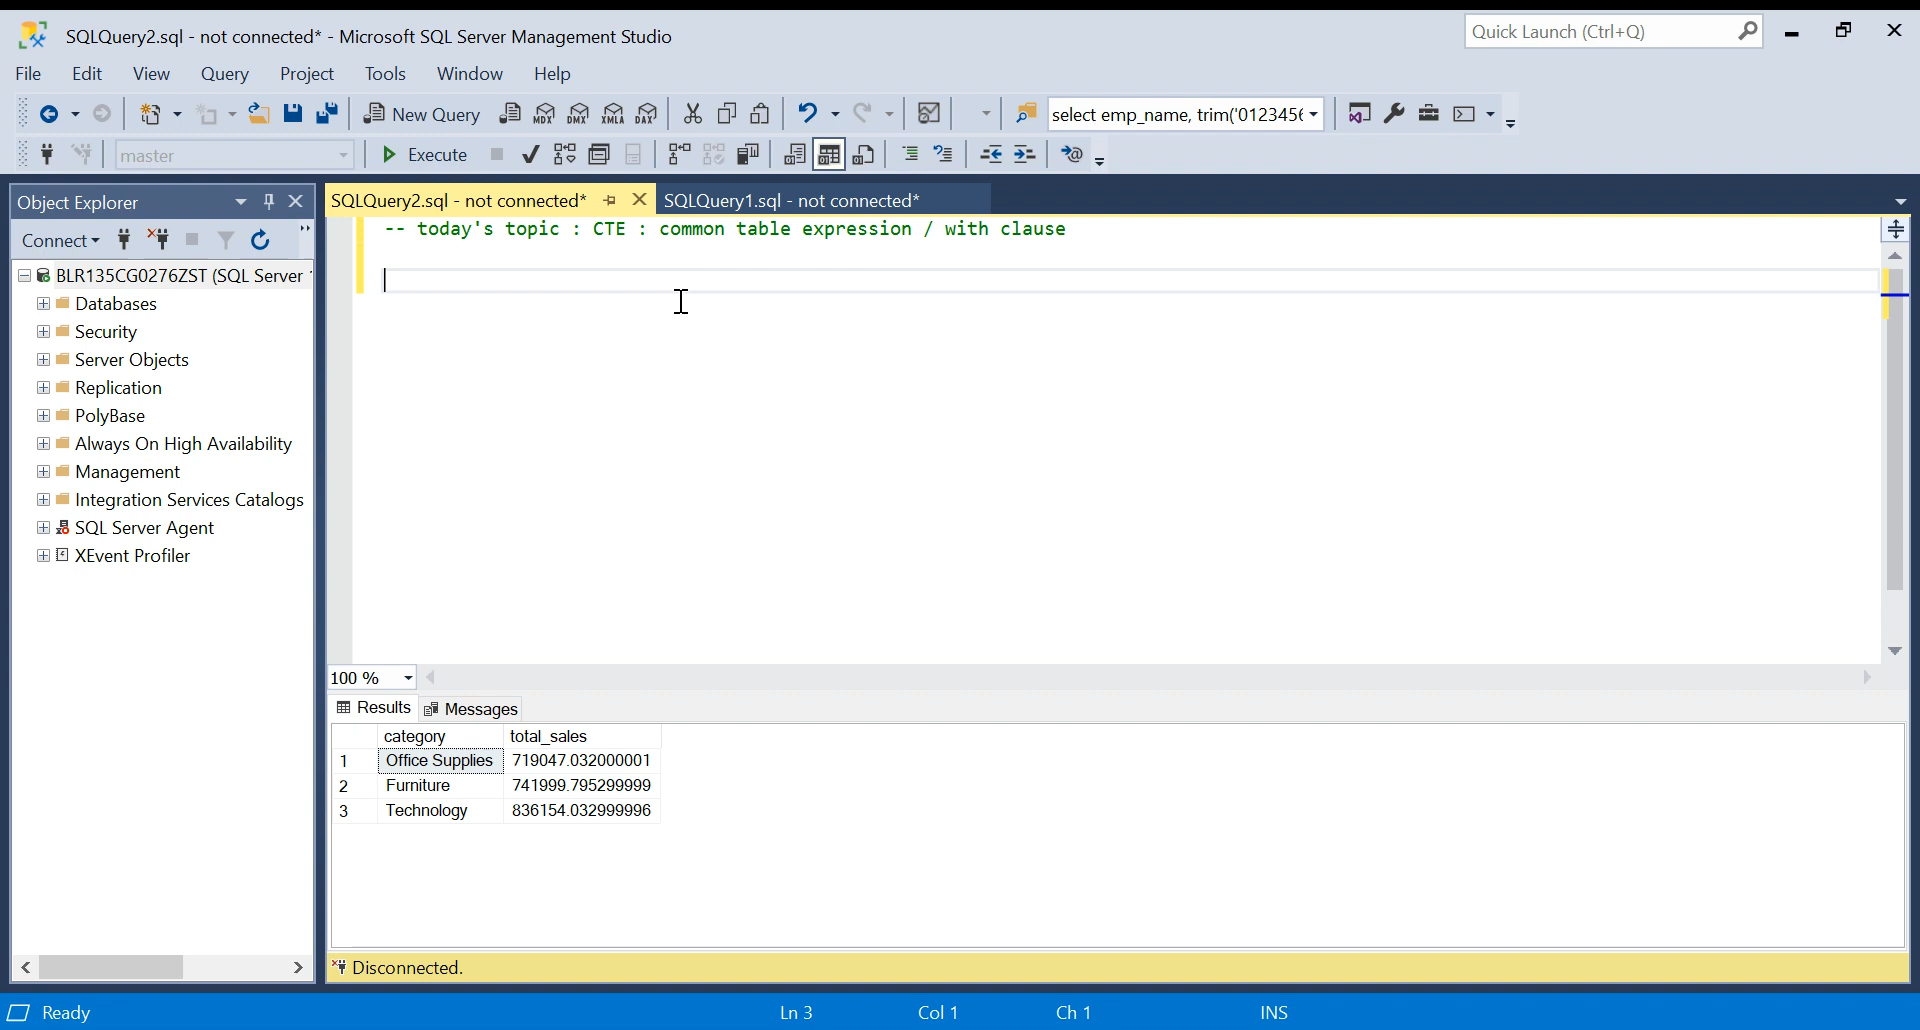 SQLQuery2.sql - not connected* - Microsoft SQL Server Management Studio
Quick Launch (Ctrl+Q)
File Edit View Query Project Tools Window Help
New Query MDX DMX XMLA DAX select emp_name, trim('0123456
master Execute
Object Explorer
SQLQuery2.sql - not connected* SQLQuery1.sql - not connected*
Connect
-- today's topic : CTE : common table expression / with clause
BLR135CG0276ZST (SQL Server
Databases
Security
Server Objects
Replication
PolyBase
Always On High Availability
Management
Integration Services Catalogs
SQL Server Agent
XEvent Profiler
100 %
Results Messages
category total_sales
1 Office Supplies 719047.032000001
2 Furniture 741999.795299999
3 Technology 836154.032999996
Disconnected.
Ready Ln 3 Col 1 Ch 1 INS